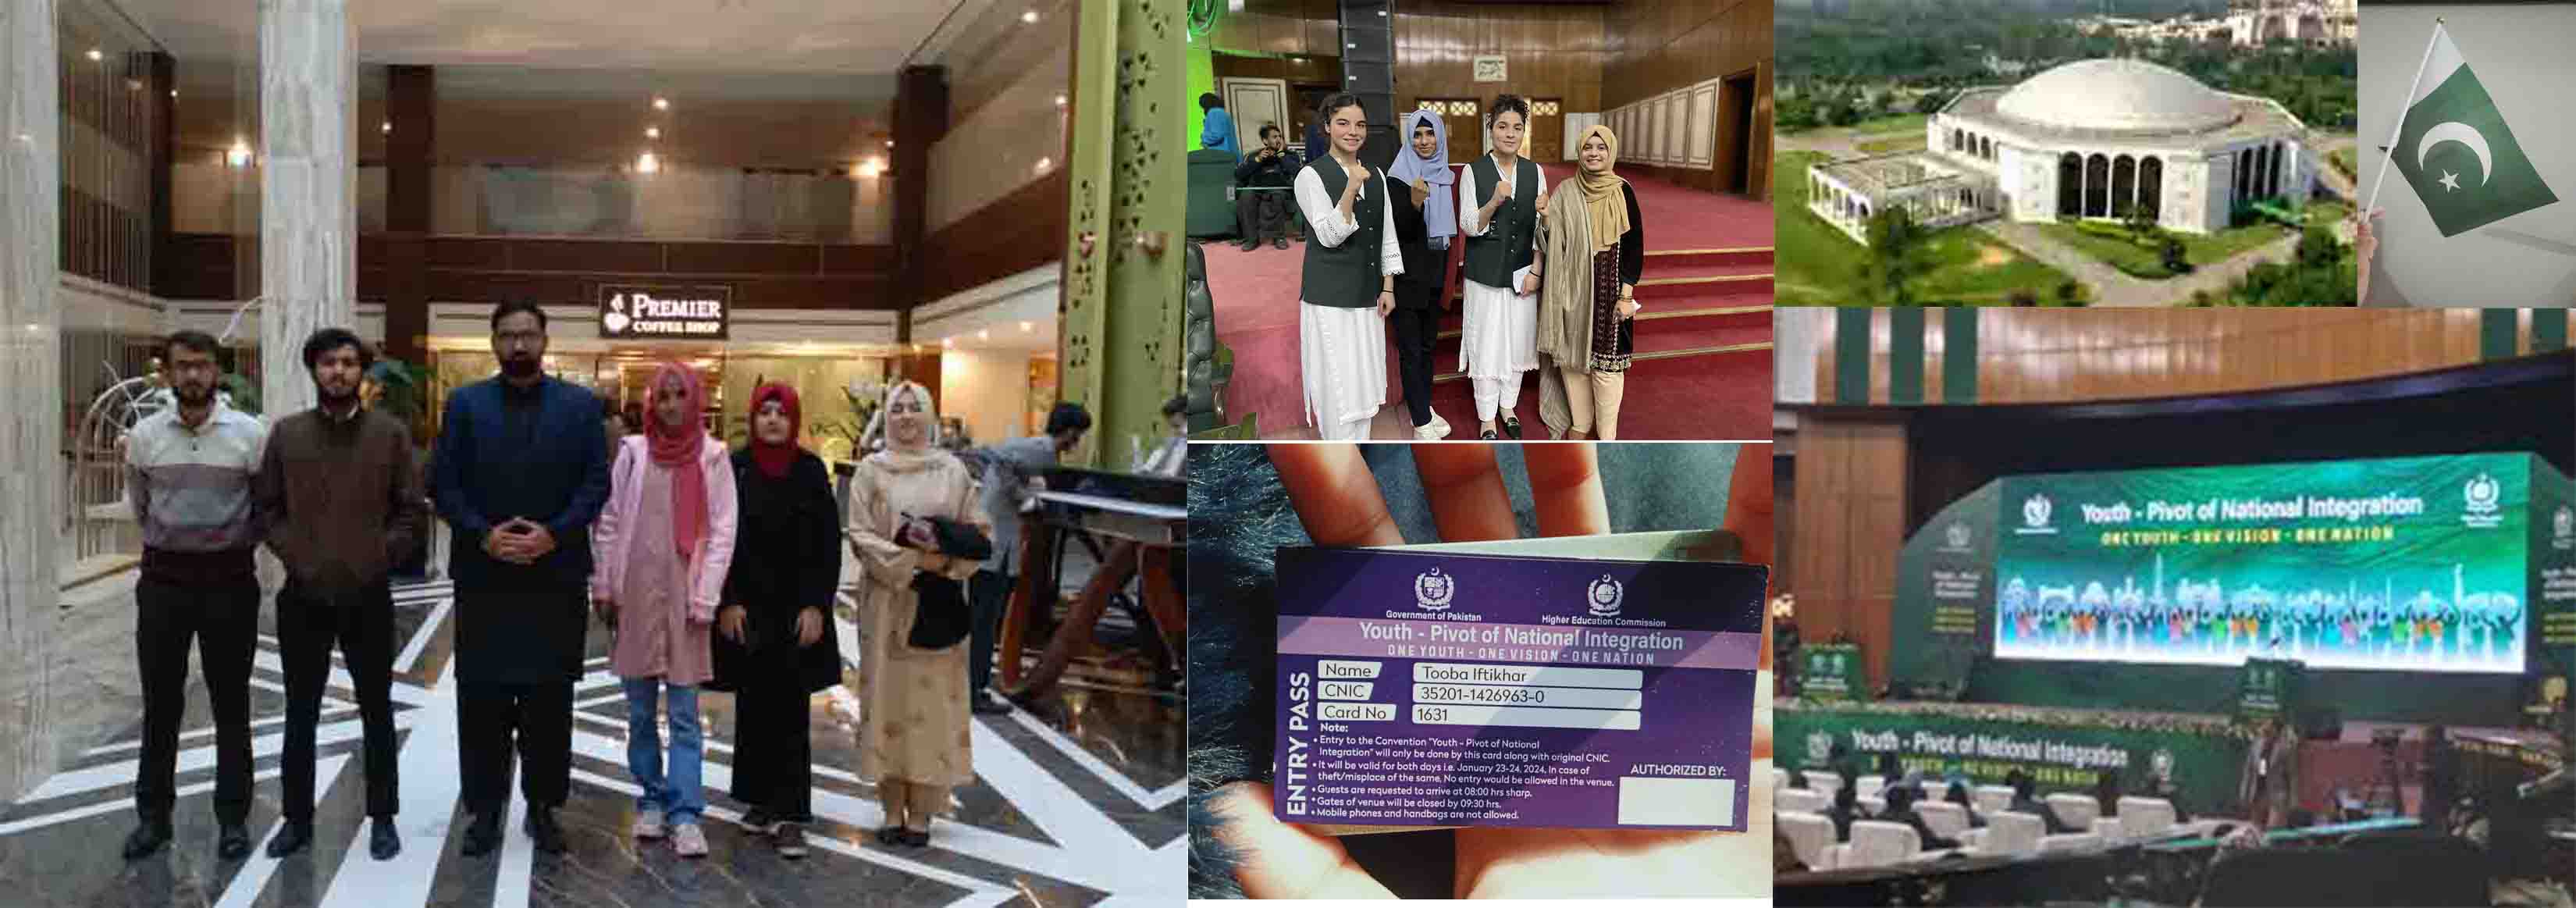 PREMIER
COFFEE SHOP
Government of Pakistan
Higher Education Commission
Youth - Pivot of National Integration
ONE YOUTH - ONE VISION - ONE NATION
ENTRY PASS
Name
Tooba Iftikhar
CNIC
35201-1426963-0
Card No
1631
Note:
• Entry to the Convention "Youth - Pivot of National
Integration" will only be done by this card along with original CNIC.
• It will be valid for both days i.e. January 23-24, 2024. In case of
theft/misplace of the same, No entry would be allowed in the venue.
• Guests are requested to arrive at 08:00 hrs sharp.
• Gates of venue will be closed by 09:30 hrs.
• Mobile phones and handbags are not allowed.
AUTHORIZED BY:
Youth - Pivot of National Integration
ONE YOUTH - ONE VISION - ONE NATION
Youth - Pivot of National Integration